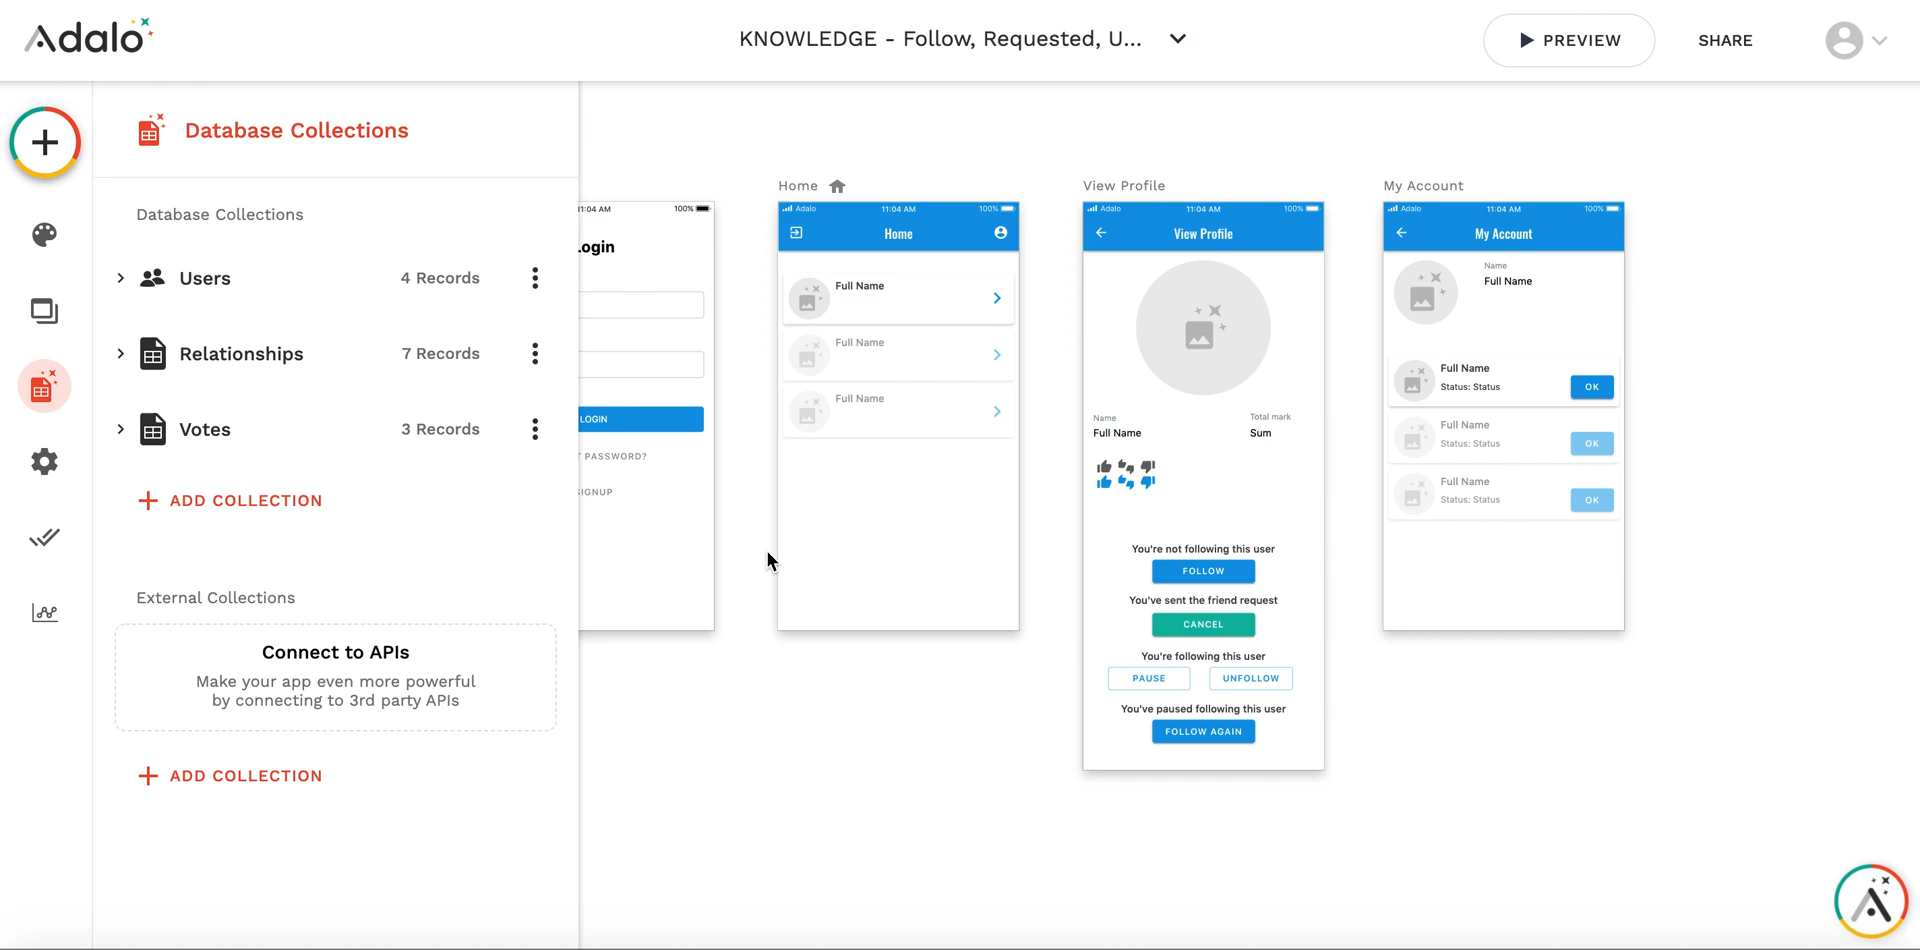 Adalo
KNOWLEDGE - Follow, Requested, U...
PREVIEW
SHARE
Database Collections
Database Collections
Users
4 Records
Relationships
7 Records
Votes
3 Records
ADD COLLECTION
External Collections
Connect to APIs
Make your app even more powerful
by connecting to 3rd party APIs
ADD COLLECTION
11:04 AM
100%
ogin
LOGIN
PASSWORD?
SIGNUP
Home
Adalo
11:04 AM
100%
Home
Full Name
Full Name
Full Name
View Profile
Adalo
11:04 AM
100%
View Profile
Name
Full Name
Total mark
Sum
You're not following this user
FOLLOW
You've sent the friend request
CANCEL
You're following this user
PAUSE
UNFOLLOW
You've paused following this user
FOLLOW AGAIN
My Account
Adalo
11:04 AM
100%
My Account
Name
Full Name
Full Name
Status: Status
OK
Full Name
Status: Status
OK
Full Name
Status: Status
OK